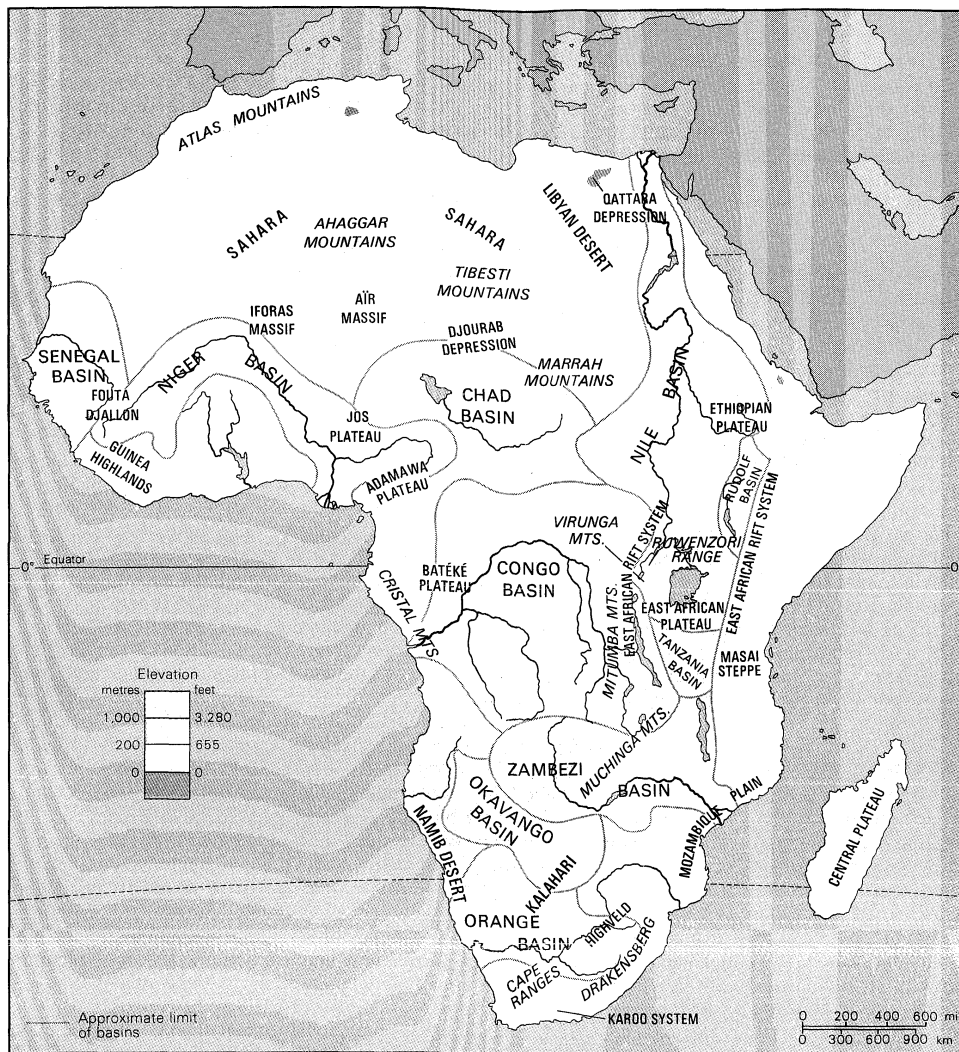 ATLAS MOUNTAINS
SAHARA
AHAGGAR
MOUNTAINS
SAHARA
LIBYAN DESERT
QATTARA
DEPRESSION
TIBESTI
MOUNTAINS
IFORAS
MASSIF
AÏR
MASSIF
DJOURAB
DEPRESSION
SENEGAL
BASIN
NIGER
BASIN
MARRAH
MOUNTAINS
NILE
BASIN
FOUTA
DJALLON
CHAD
BASIN
JOS
PLATEAU
ETHIOPIAN
PLATEAU
GUINEA
HIGHLANDS
ADAMAWA
PLATEAU
RUDOLF
BASIN
EAST AFRICAN RIFT SYSTEM
VIRUNGA
MTS.
EAST AFRICAN RIFT SYSTEM
RUWENZORI
RANGE
0°
Equator
0
BATÉKÉ
PLATEAU
CONGO
BASIN
CRISTAL MTS.
MITUMBA MTS.
EAST AFRICAN
PLATEAU
TANZANIA
BASIN
MASAI
STEPPE
Elevation
metres
feet
1,000
3,280
200
655
0
0
MUCHINGA MTS.
ZAMBEZI
BASIN
OKAVANGO
BASIN
MOZAMBIQUE PLAIN
NAMIB DESERT
KALAHARI
CENTRAL PLATEAU
ORANGE
BASIN
HIGHVELD
CAPE
RANGES
DRAKENSBERG
KAROO SYSTEM
Approximate limit
of basins
0 200 400 600 mi
0 300 600 900 km